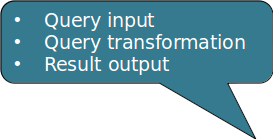 • Query input
• Query transformation
• Result output